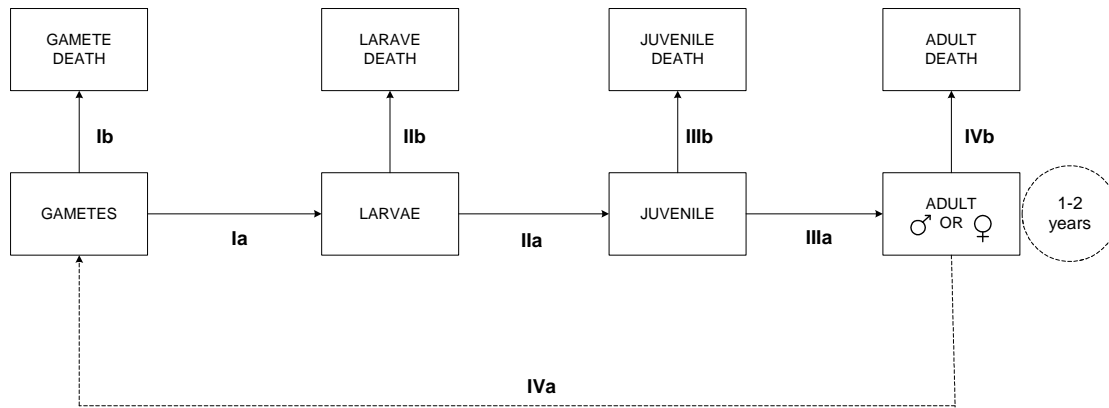 GAMETE
DEATH
LARAVE
DEATH
JUVENILE
DEATH
ADULT
DEATH
Ib
IIb
IIIb
IVb
GAMETES
LARVAE
JUVENILE
ADULT
♂ OR ♀
1-2
years
Ia
IIa
IIIa
IVa